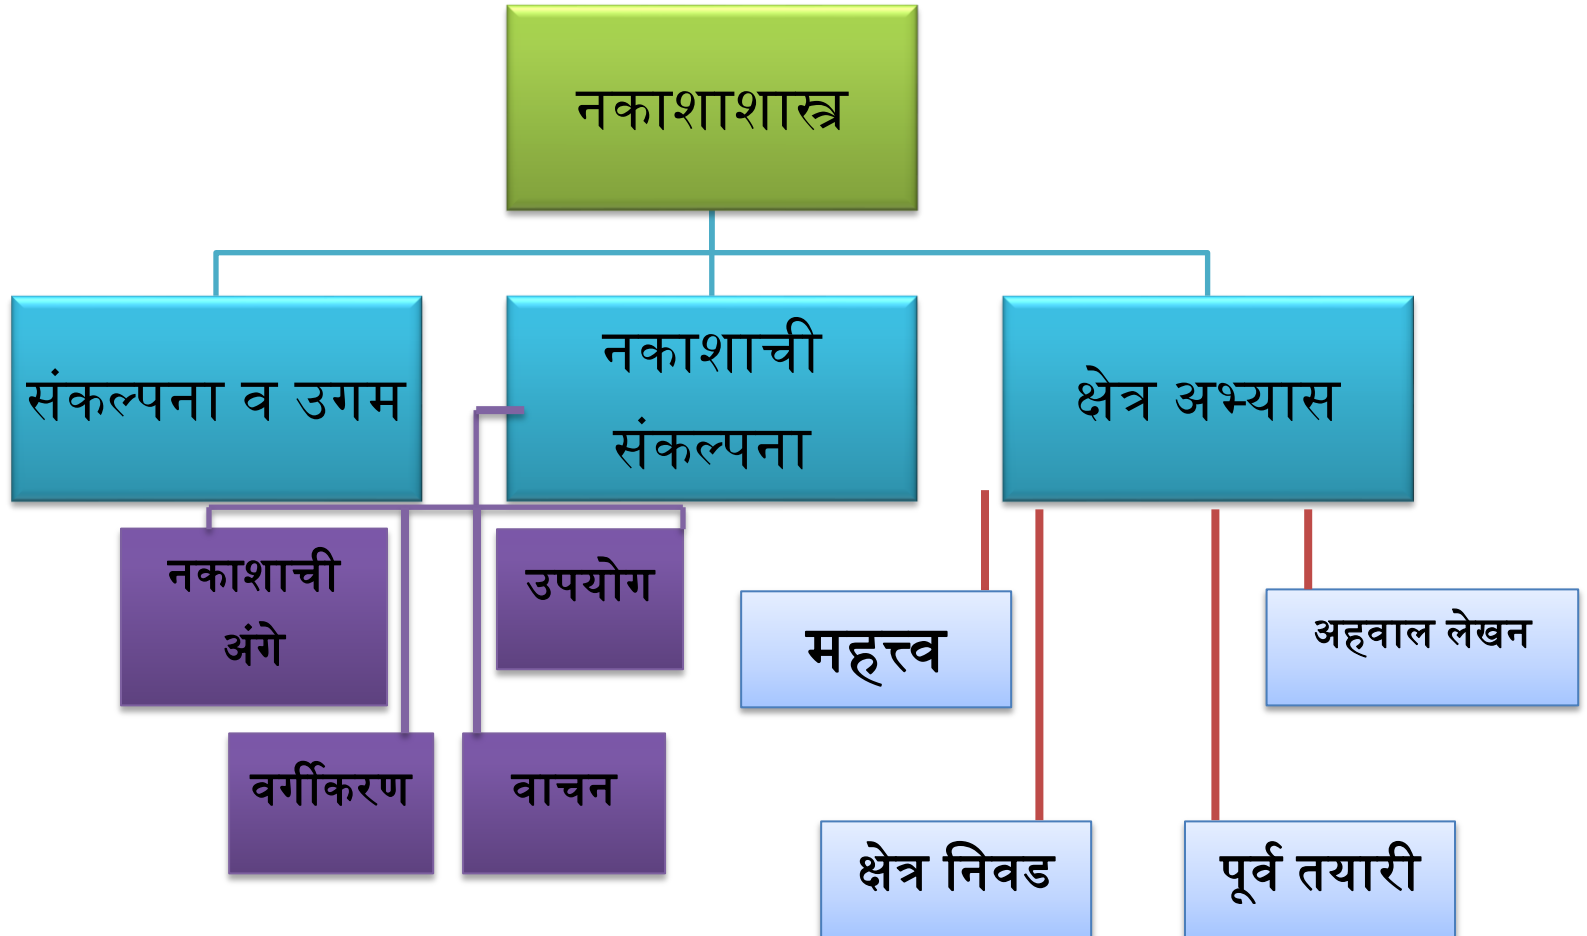 नकाशाशास्त्र
संकल्पना व उगम
नकाशाची
संकल्पना
क्षेत्र अभ्यास
नकाशाची
अंगे
उपयोग
वर्गीकरण
वाचन
महत्त्व
अहवाल लेखन
क्षेत्र निवड
पूर्व तयारी